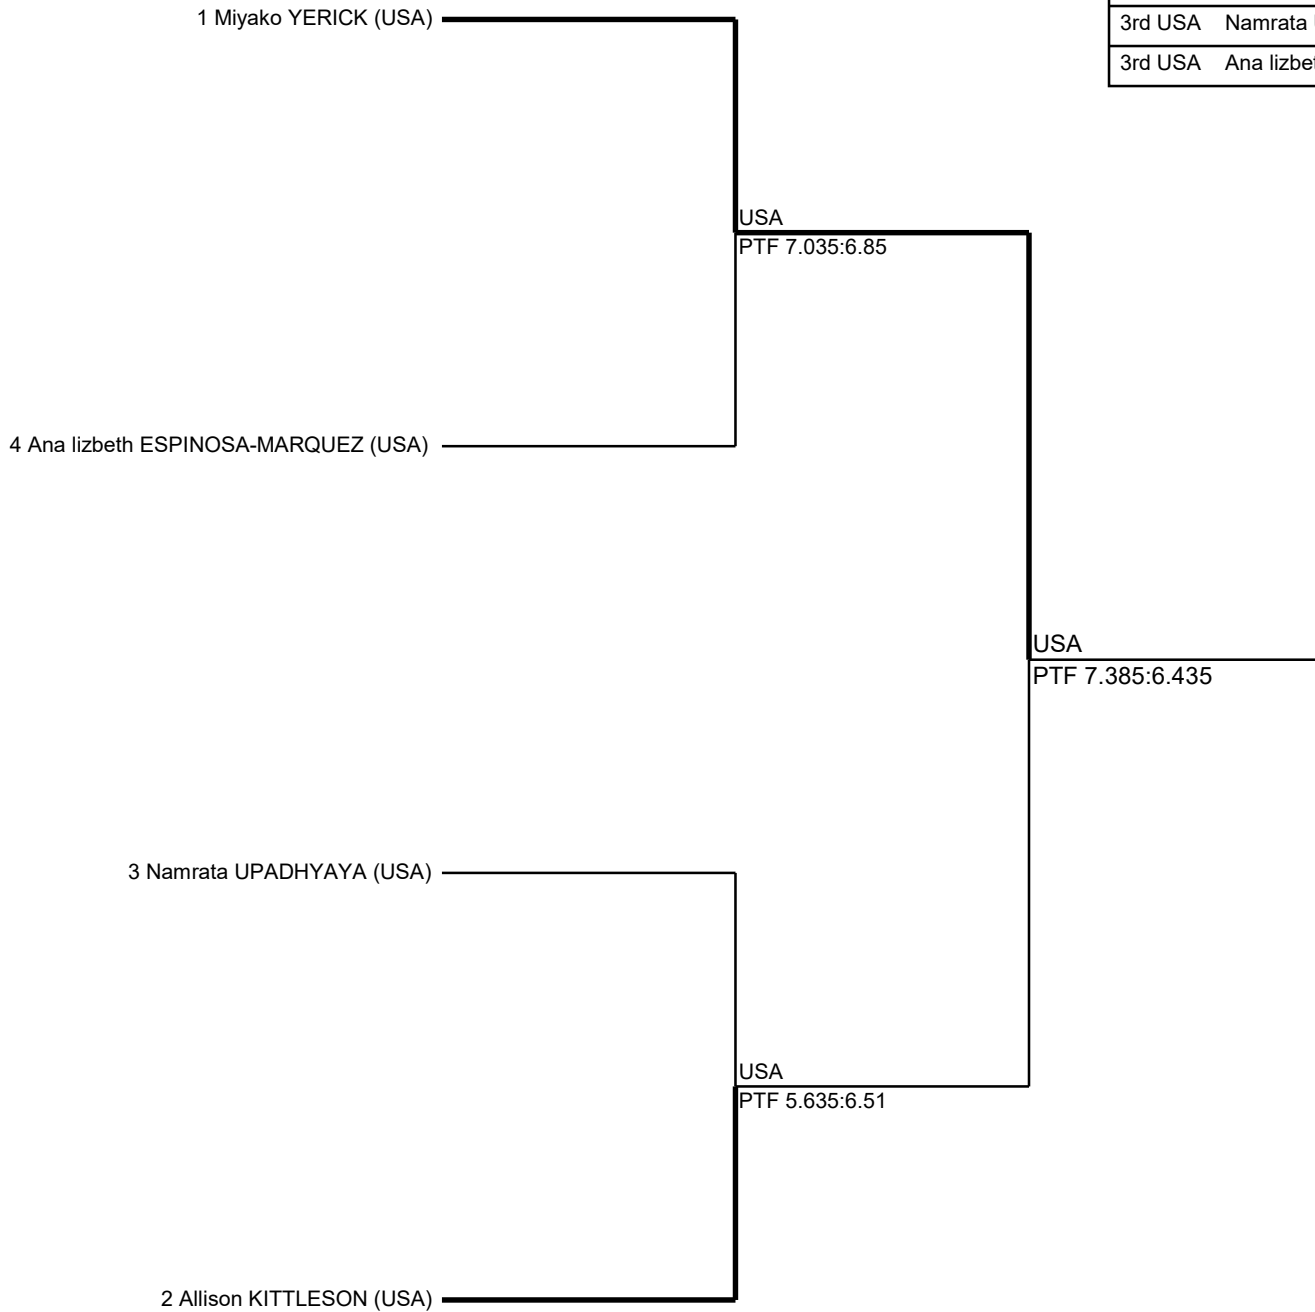 1 Miyako YERICK (USA)
3rd USA Namrata
3rd USA Ana
USA
PTF 7.035:6.85
4 Ana lizbeth ESPINOSA-MARQUEZ (USA)
USA
PTF 7.385:6.435
3 Namrata UPADHYAYA (USA)
USA
PTF 5.635:6.51
2 Allison KITTLESON (USA)